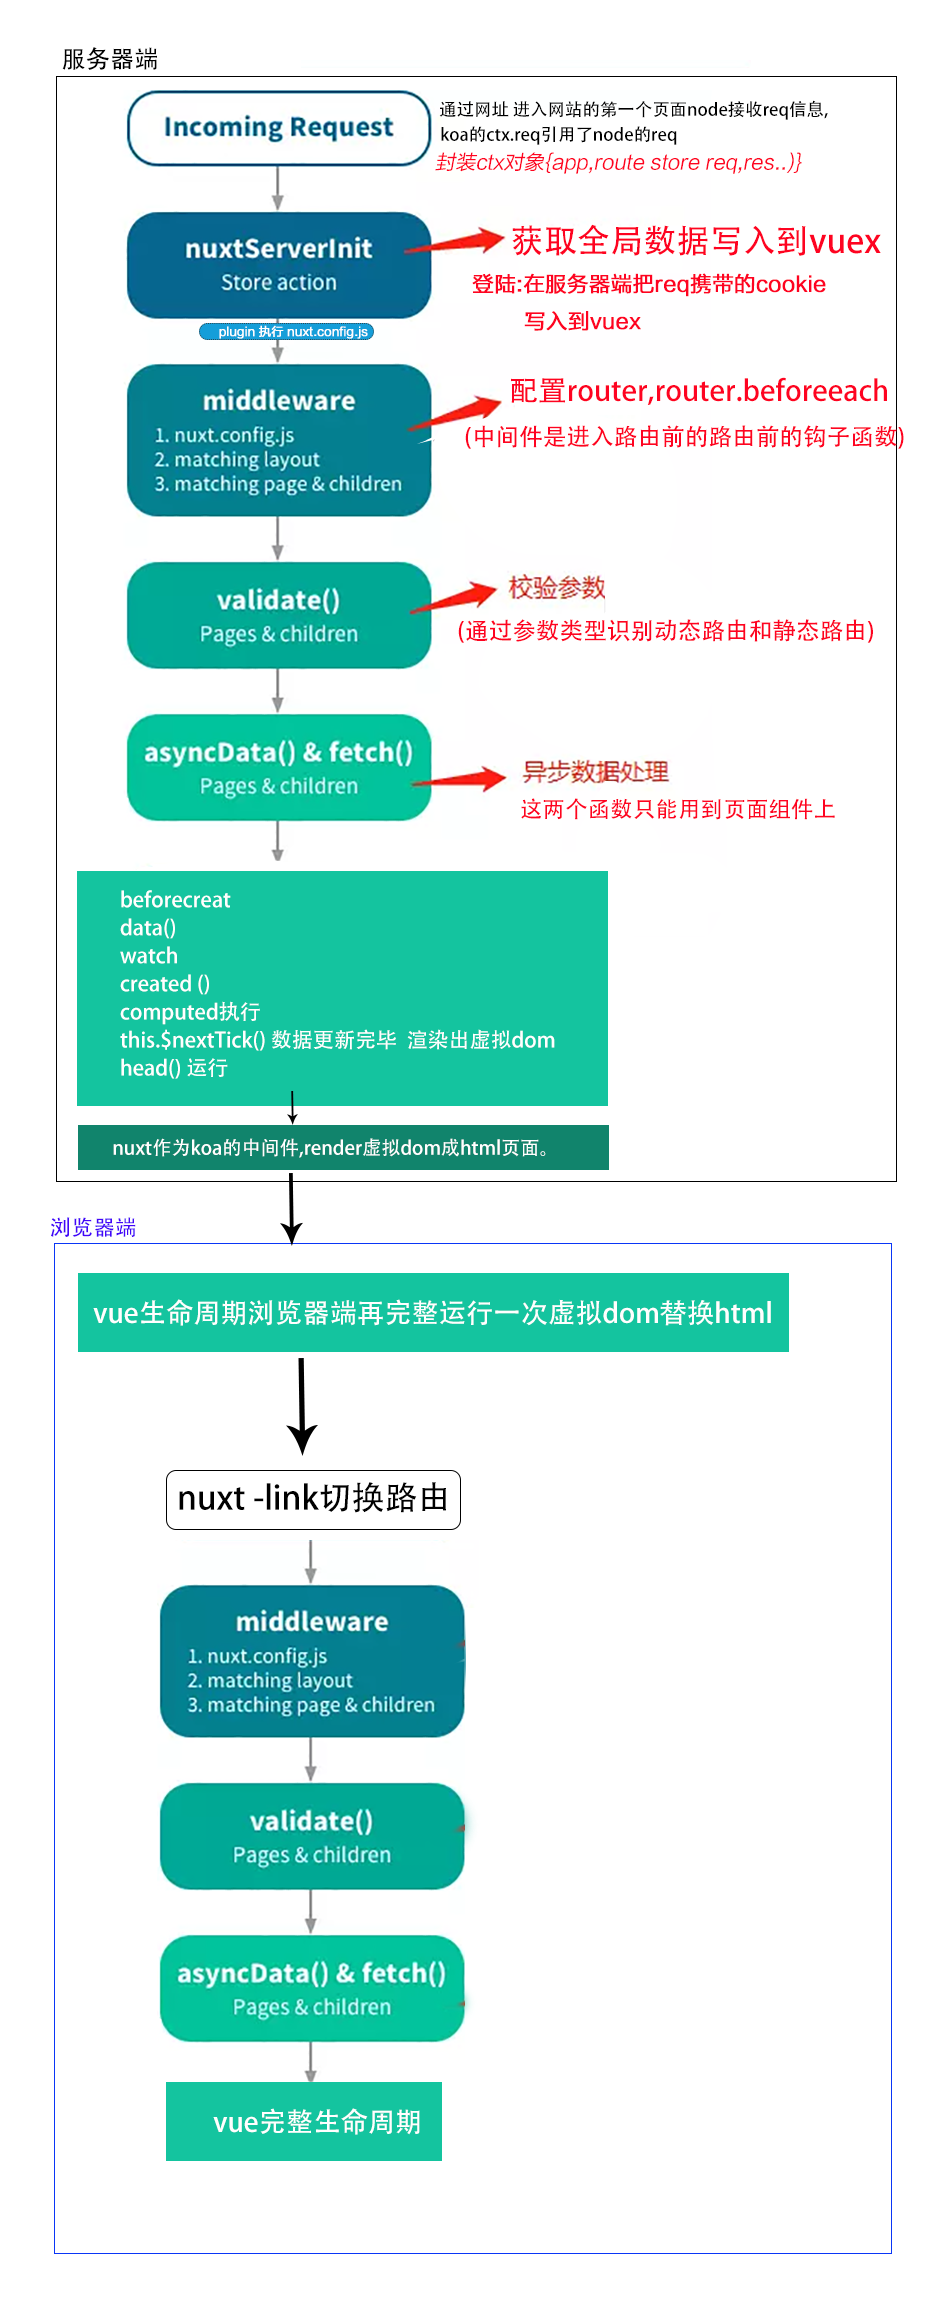 服务器端
Incoming Request
通过网址 进入网站的第一个页面node接收req信息,
koa的ctx.req引用了node的req
封装ctx对象{app,route store req,res..)}
nuxtServerInit
Store action
获取全局数据写入到vuex
登陆:在服务器端把req携带的cookie
写入到vuex
plugin 执行 nuxt.config.js
middleware
1. nuxt.config.js
2. matching layout
3. matching page & children
配置router,router.beforeeach
(中间件是进入路由前的路由前的钩子函数)
validate()
Pages & children
校验参数
(通过参数类型识别动态路由和静态路由)
asyncData() & fetch()
Pages & children
异步数据处理
这两个函数只能用到页面组件上
beforecreat
data()
watch
created ()
computed执行
this.$nextTick() 数据更新完毕 渲染出虚拟dom
head() 运行
nuxt作为koa的中间件,render虚拟dom成html页面。
浏览器端
vue生命周期浏览器端再完整运行一次虚拟dom替换html
nuxt -link切换路由
middleware
1. nuxt.config.js
2. matching layout
3. matching page & children
validate()
Pages & children
asyncData() & fetch()
Pages & children
vue完整生命周期